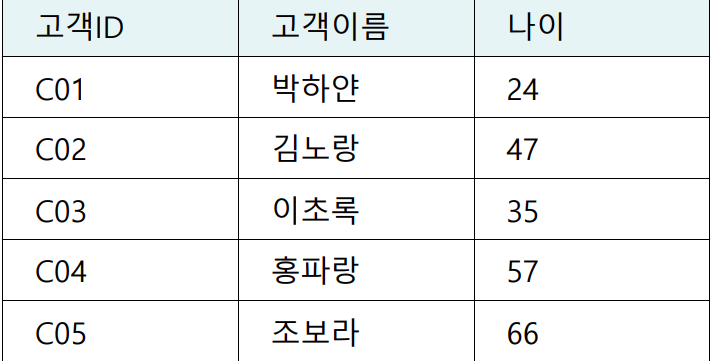 고객ID 고객이름 나이
C01 박하얀 24
C02 김노랑 47
C03 이초록 35
C04 홍파랑 57
C05 조보라 66